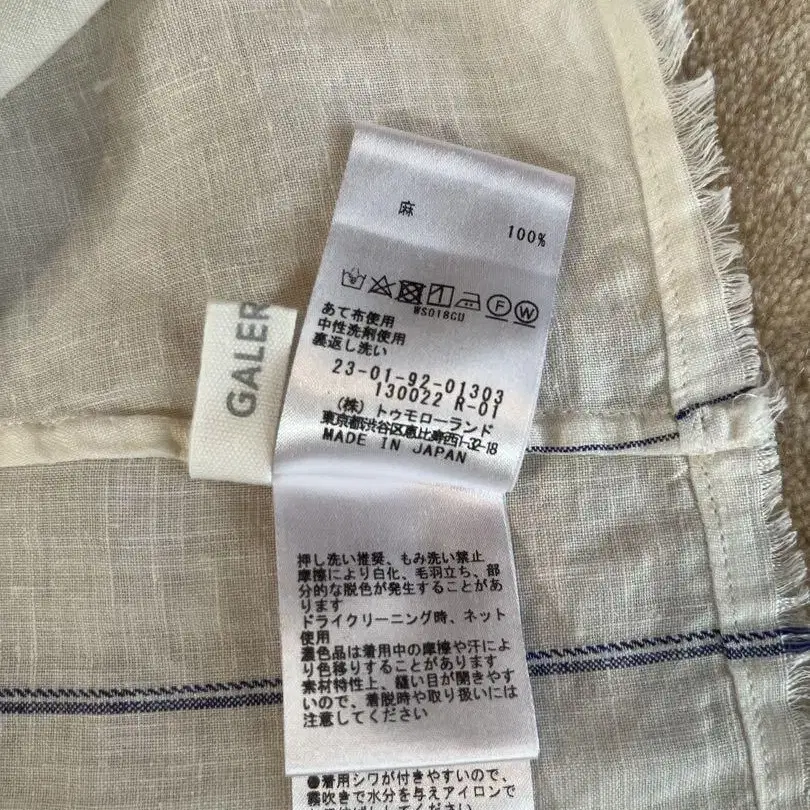 麻
100%
F W
WS018GU
あて布使用
中性洗剤使用
裏返し洗い
23-01-92-01303
130022 R-01
(株) トゥモローランド
東京都渋谷区恵比寿西1-32-18
MADE IN JAPAN
GALER
押し洗い推奨、もみ洗い禁止
摩擦により白化、毛羽立ち、部
分的な脱色が発生することがあ
ります
ドライクリーニング時、ネット
使用
濃色品は着用中の摩擦や汗によ
り色移りすることがあります
素材特性上、縫い目が開きやす
いので、着脱時や取り扱いには
注意してください
●着用シワが付きやすいので、
霧吹きで水分を与えアイロンで